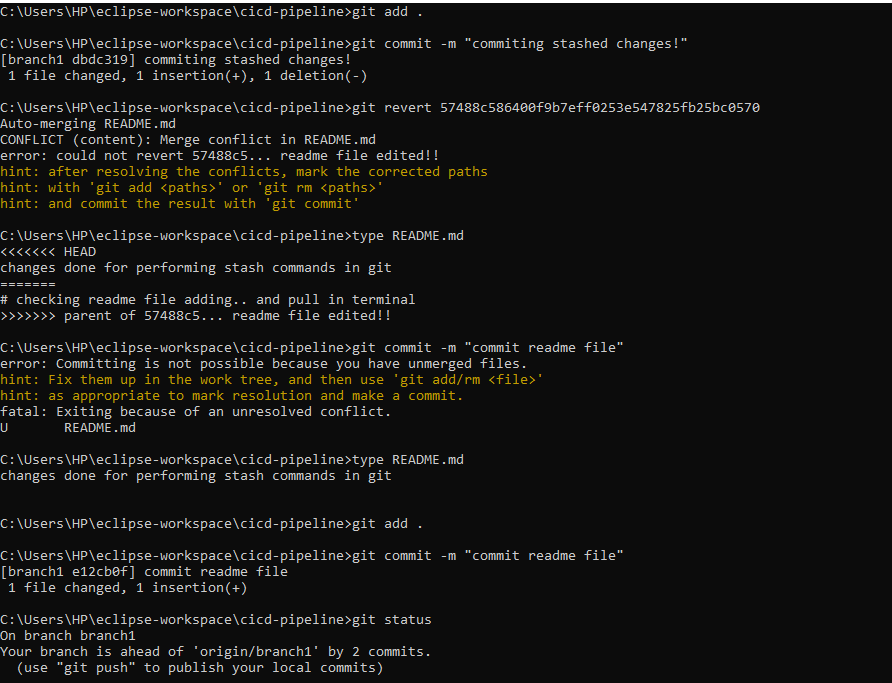 C:\Users\HP\eclipse-workspace\cicd-pipeline>git add .
C:\Users\HP\eclipse-workspace\cicd-pipeline>git commit -m "commiting stashed changes!"
[branch1 dbdc319] commiting stashed changes!
 1 file changed, 1 insertion(+), 1 deletion(-)
C:\Users\HP\eclipse-workspace\cicd-pipeline>git revert 57488c586400f9b7eff0253e547825fb25bc0570
Auto-merging README.md
CONFLICT (content): Merge conflict in README.md
error: could not revert 57488c5... readme file edited!!
hint: after resolving the conflicts, mark the corrected paths
hint: with 'git add <paths>' or 'git rm <paths>'
hint: and commit the result with 'git commit'
C:\Users\HP\eclipse-workspace\cicd-pipeline>type README.md
<<<<<<< HEAD
changes done for performing stash commands in git
=======
# checking readme file adding.. and pull in terminal
>>>>>>> parent of 57488c5... readme file edited!!
C:\Users\HP\eclipse-workspace\cicd-pipeline>git commit -m "commit readme file"
error: Committing is not possible because you have unmerged files.
hint: Fix them up in the work tree, and then use 'git add/rm <file>'
hint: as appropriate to mark resolution and make a commit.
fatal: Exiting because of an unresolved conflict.
U       README.md
C:\Users\HP\eclipse-workspace\cicd-pipeline>type README.md
changes done for performing stash commands in git
C:\Users\HP\eclipse-workspace\cicd-pipeline>git add .
C:\Users\HP\eclipse-workspace\cicd-pipeline>git commit -m "commit readme file"
[branch1 e12cb0f] commit readme file
 1 file changed, 1 insertion(+)
C:\Users\HP\eclipse-workspace\cicd-pipeline>git status
On branch branch1
Your branch is ahead of 'origin/branch1' by 2 commits.
  (use "git push" to publish your local commits)